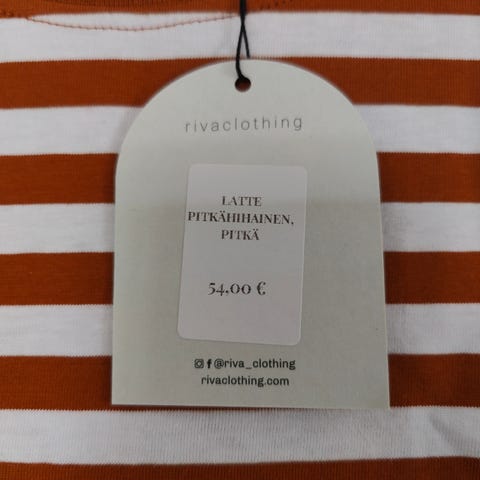 rivaclothing
LATTE
PITKÄHIHAINEN,
PITKÄ
54,00 €
@riva_clothing
rivaclothing.com